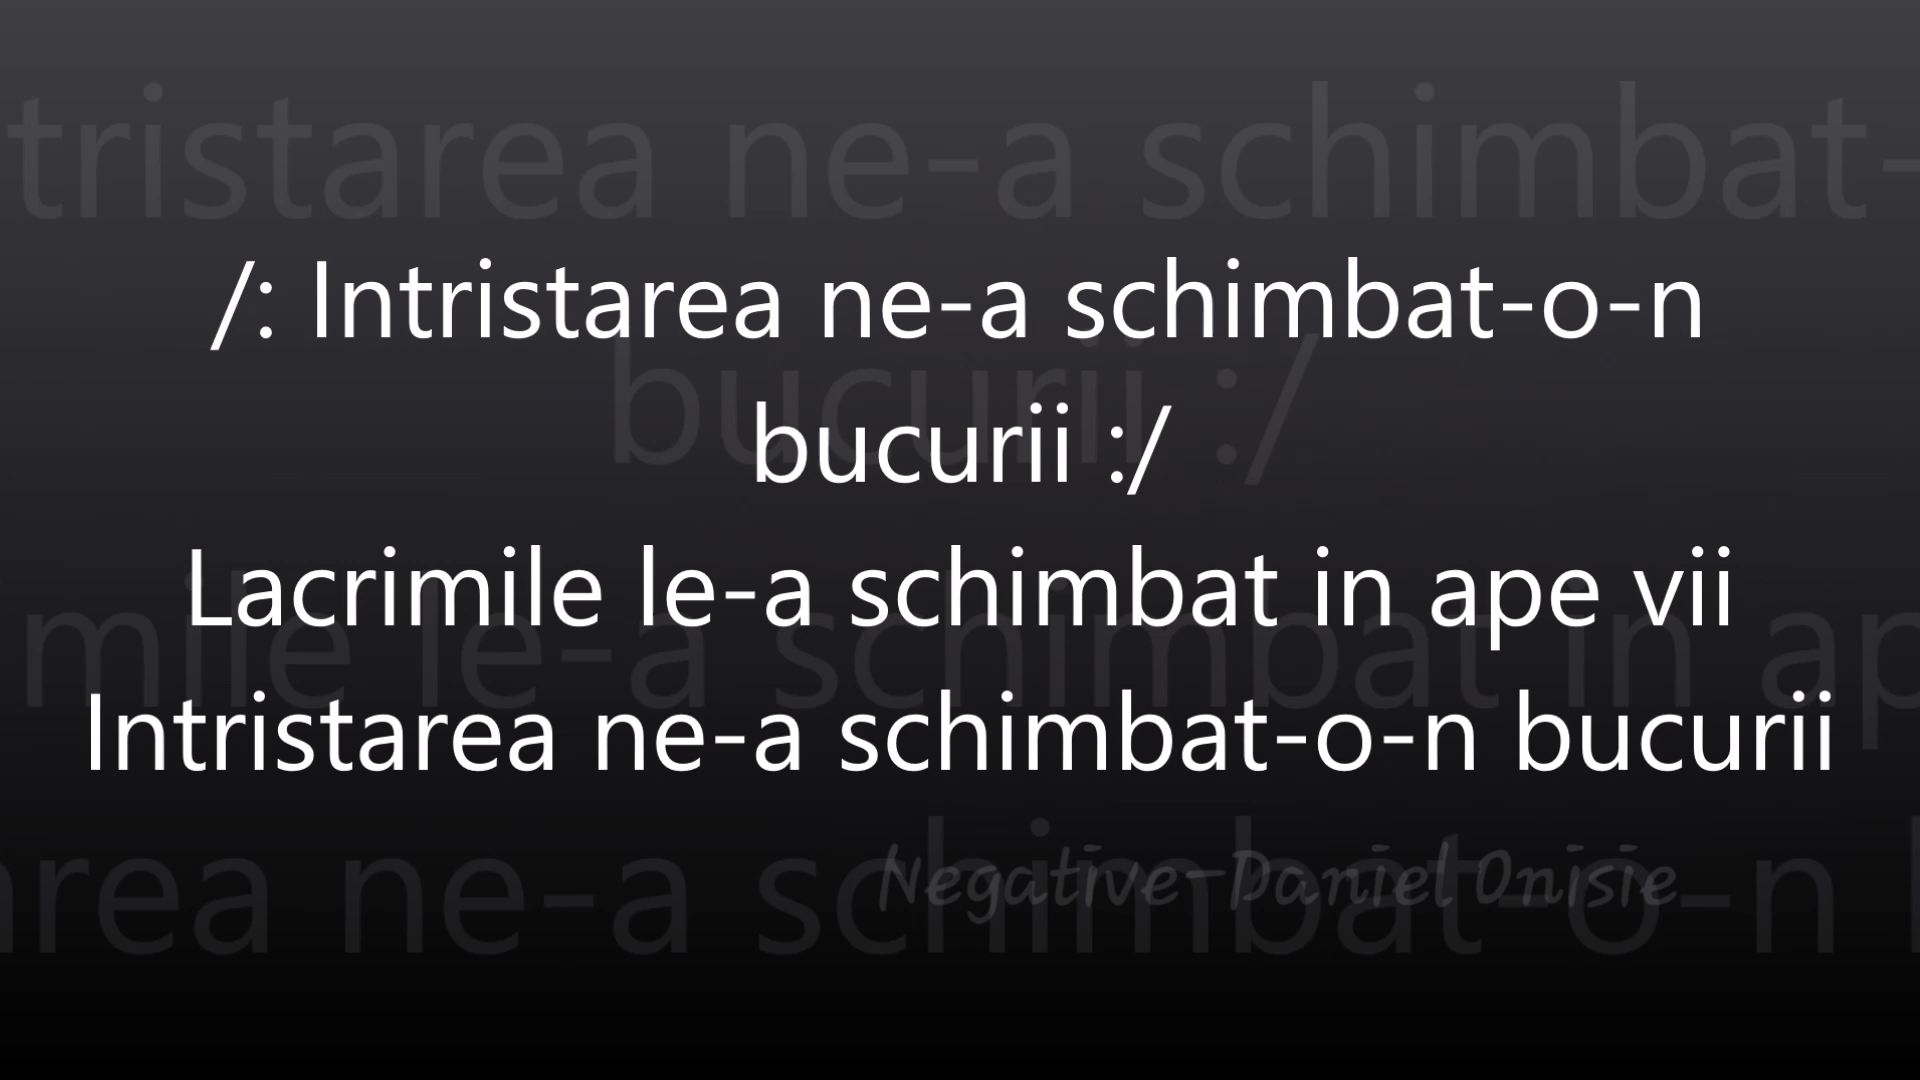 /: Intristarea ne-a schimbat-o-n
bucurii :/
Lacrimile le-a schimbat in ape vii
Intristarea ne-a schimbat-o-n bucurii
Negative-Daniel Onisie